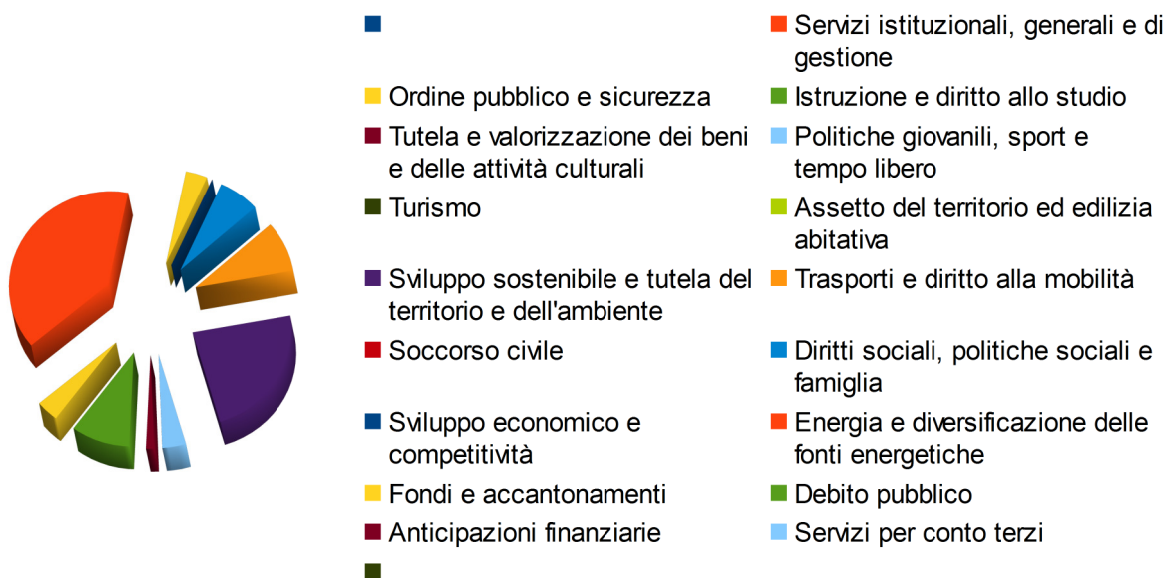 Servizi istituzionali, generali e di
gestione
Ordine pubblico e sicurezza
Istruzione e diritto allo studio
Tutela e valorizzazione dei beni
e delle attività culturali
Politiche giovanili, sport e
tempo libero
Turismo
Assetto del territorio ed edilizia
abitativa
Sviluppo sostenibile e tutela del
territorio e dell'ambiente
Trasporti e diritto alla mobilità
Soccorso civile
Diritti sociali, politiche sociali e
famiglia
Sviluppo economico e
competitività
Energia e diversificazione delle
fonti energetiche
Fondi e accantonamenti
Debito pubblico
Anticipazioni finanziarie
Servizi per conto terzi